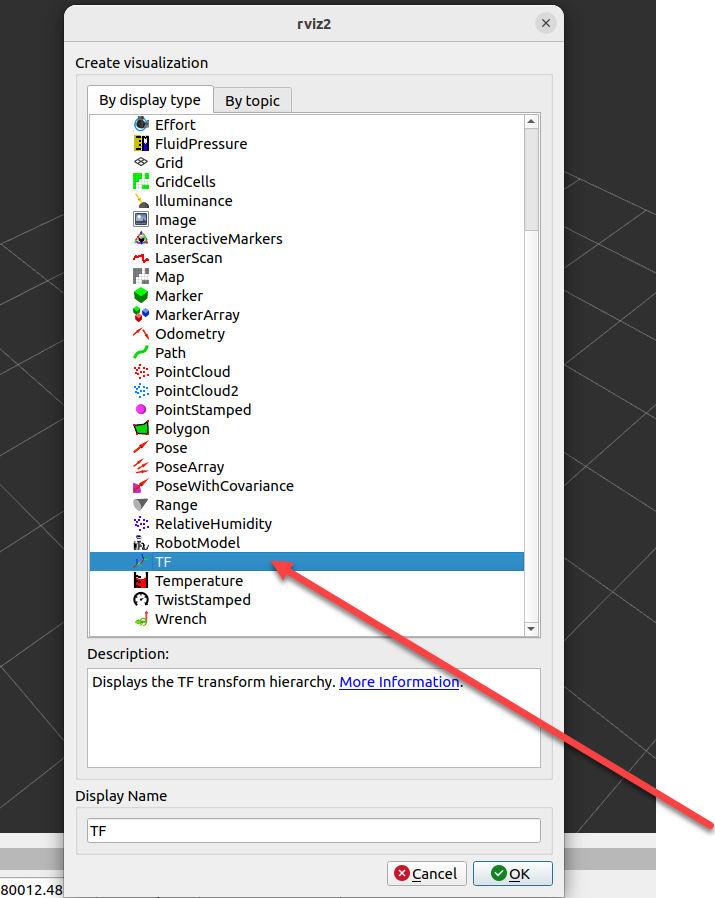 rviz2
Create visualization
By display type
By topic
Effort
FluidPressure
Grid
GridCells
Illuminance
Image
InteractiveMarkers
LaserScan
Map
Marker
MarkerArray
Odometry
Path
PointCloud
PointCloud2
PointStamped
Polygon
Pose
PoseArray
PoseWithCovariance
Range
RelativeHumidity
RobotModel
TF
Temperature
TwistStamped
Wrench
Description:
Displays the TF transform hierarchy. More Information.
Display Name
TF
Cancel
OK
80012.48